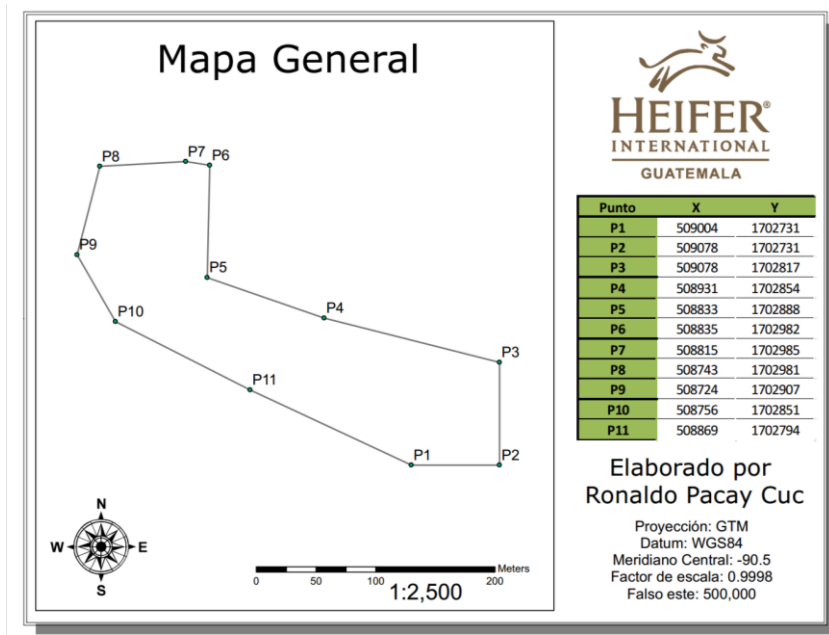 Mapa General
P8
P7
P6
P9
P5
P10
P4
P3
P11
P1
P2
N
W
E
S
Meters
0 50 100 200
1:2,500
HEIFER®
INTERNATIONAL
GUATEMALA
Punto X Y
P1 509004 1702731
P2 509078 1702731
P3 509078 1702817
P4 508931 1702854
P5 508833 1702888
P6 508835 1702982
P7 508815 1702985
P8 508743 1702981
P9 508724 1702907
P10 508756 1702851
P11 508869 1702794
Elaborado por
Ronaldo Pacay Cuc
Proyección: GTM
Datum: WGS84
Meridiano Central: -90.5
Factor de escala: 0.9998
Falso este: 500,000